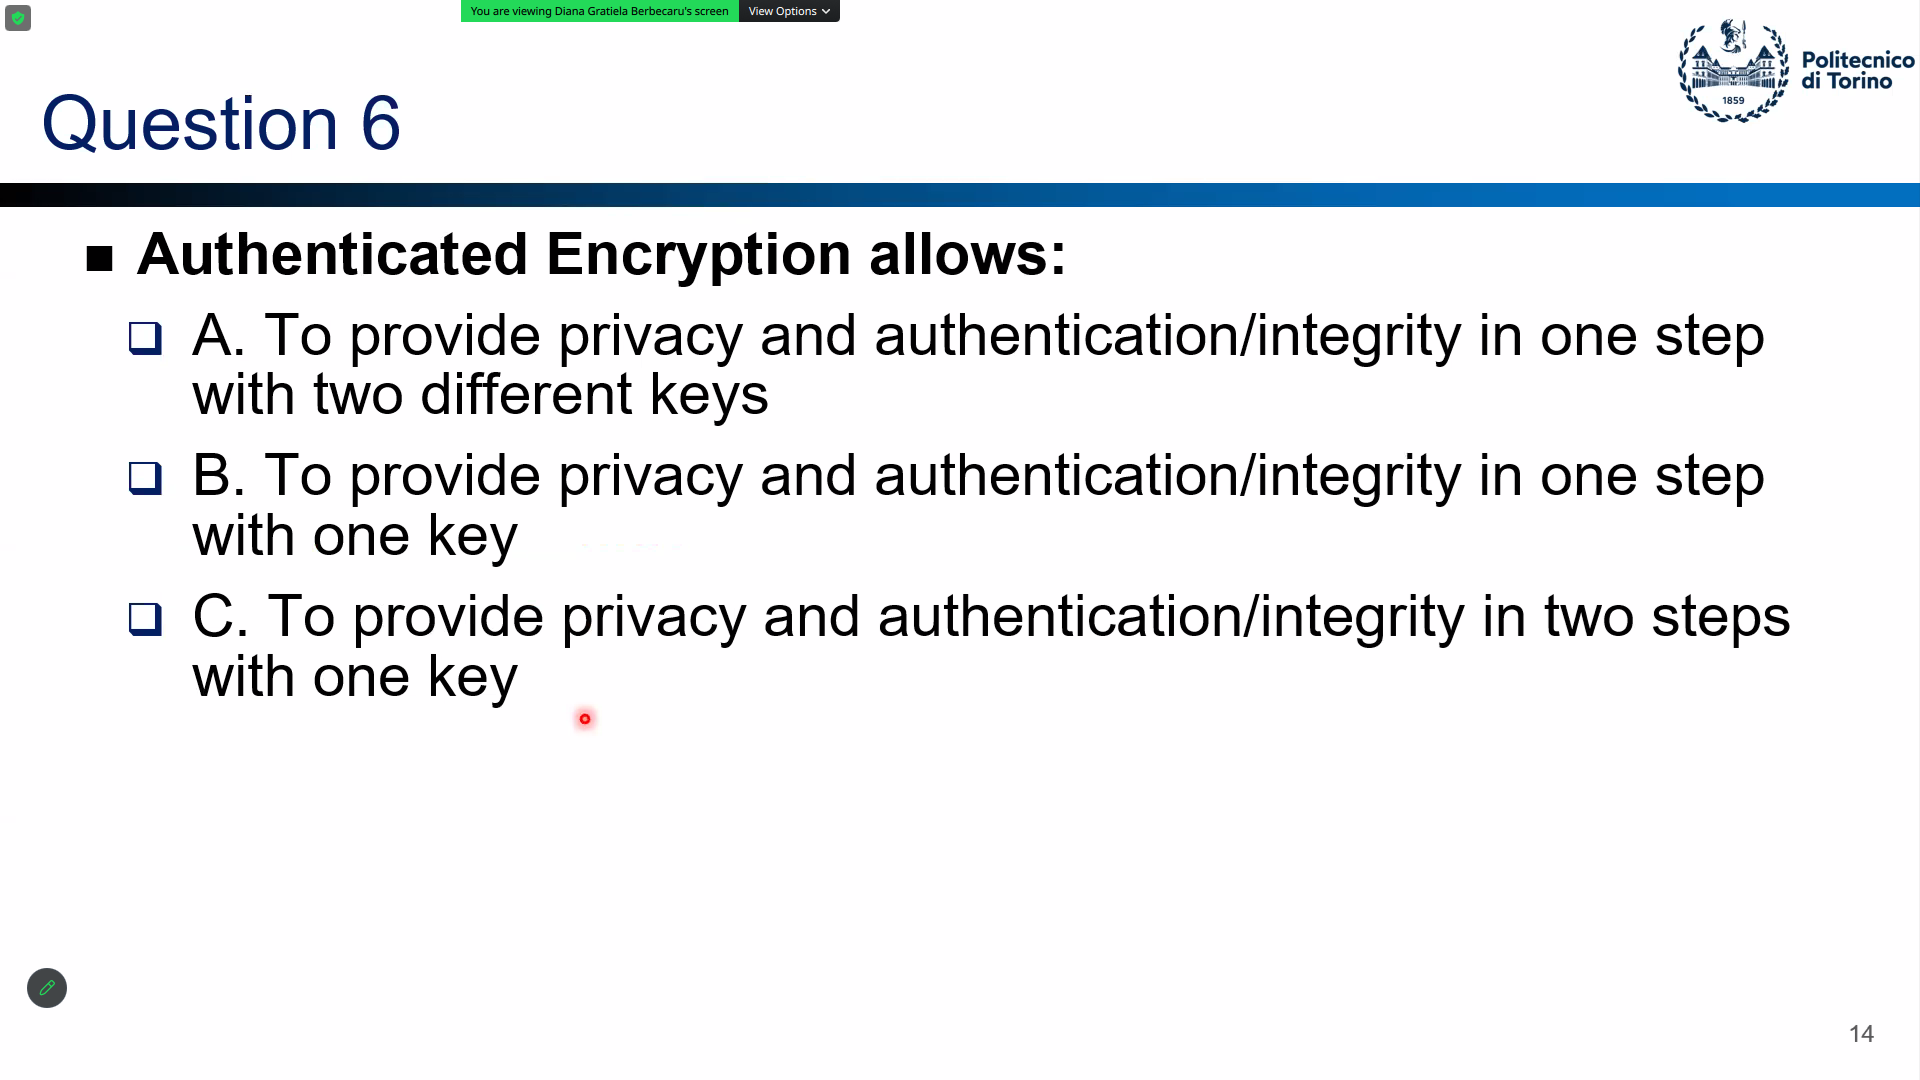 You are viewing Diana Gratiela Berbecaru's screen View Options
Politecnico
di Torino
1859
Question 6
Authenticated Encryption allows:
A. To provide privacy and authentication/integrity in one step
with two different keys
B. To provide privacy and authentication/integrity in one step
with one key
C. To provide privacy and authentication/integrity in two steps
with one key
14